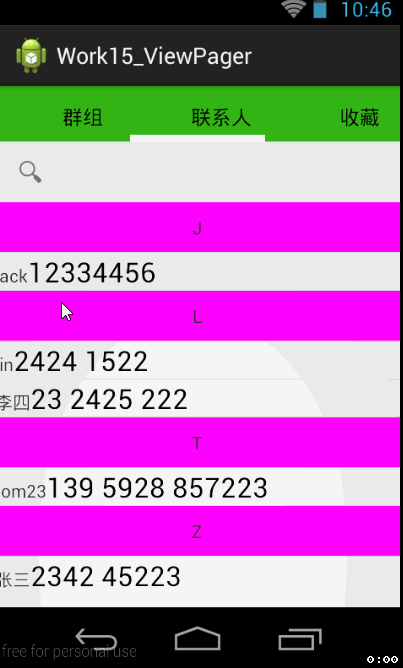 10:46
Work15_ViewPager
群组 联系人 收藏
J
ack12334456
L
in2424 1522
李四23 2425 222
T
om23139 5928 857223
Z
张三2342 45223
free for personal use
0:00